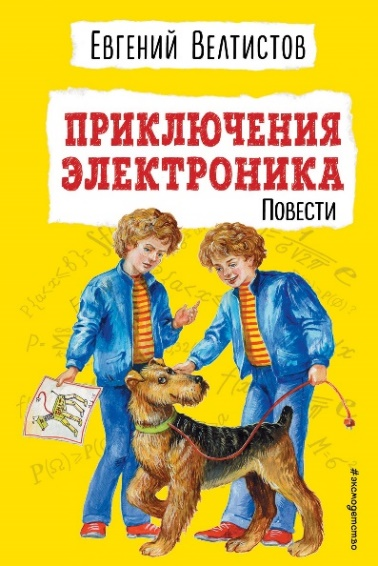 Евгений Велтистов
ПРИКЛЮЧЕНИЯ
ЭЛЕКТРОНИКА
Повести
#эксмодетство